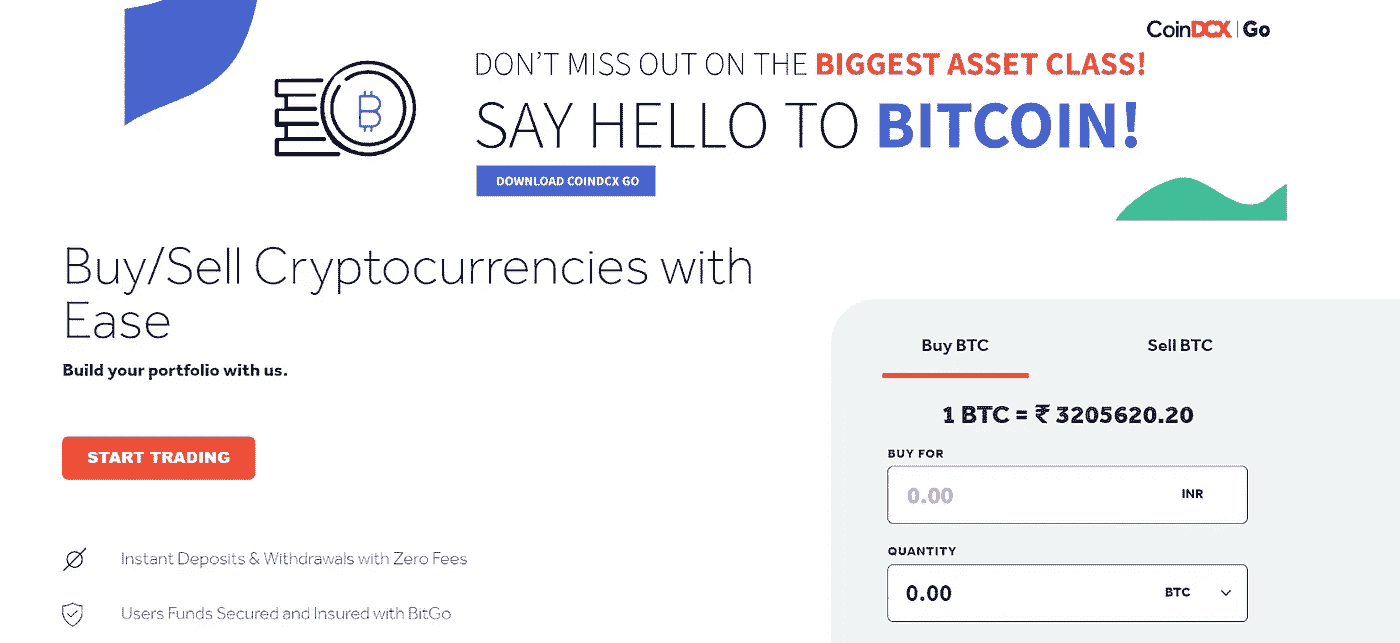 CoinDCX Go
DON'T MISS OUT ON THE BIGGEST ASSET CLASS!
SAY HELLO TO BITCOIN!
DOWNLOAD COINDCX GO
Buy/Sell Cryptocurrencies with
Ease
Build your portfolio with us.
START TRADING
Instant Deposits & Withdrawals with Zero Fees
Users Funds Secured and Insured with BitGo
Buy BTC Sell BTC
1 BTC = ₹ 3205620.20
BUY FOR
0.00 INR
QUANTITY
0.00 BTC